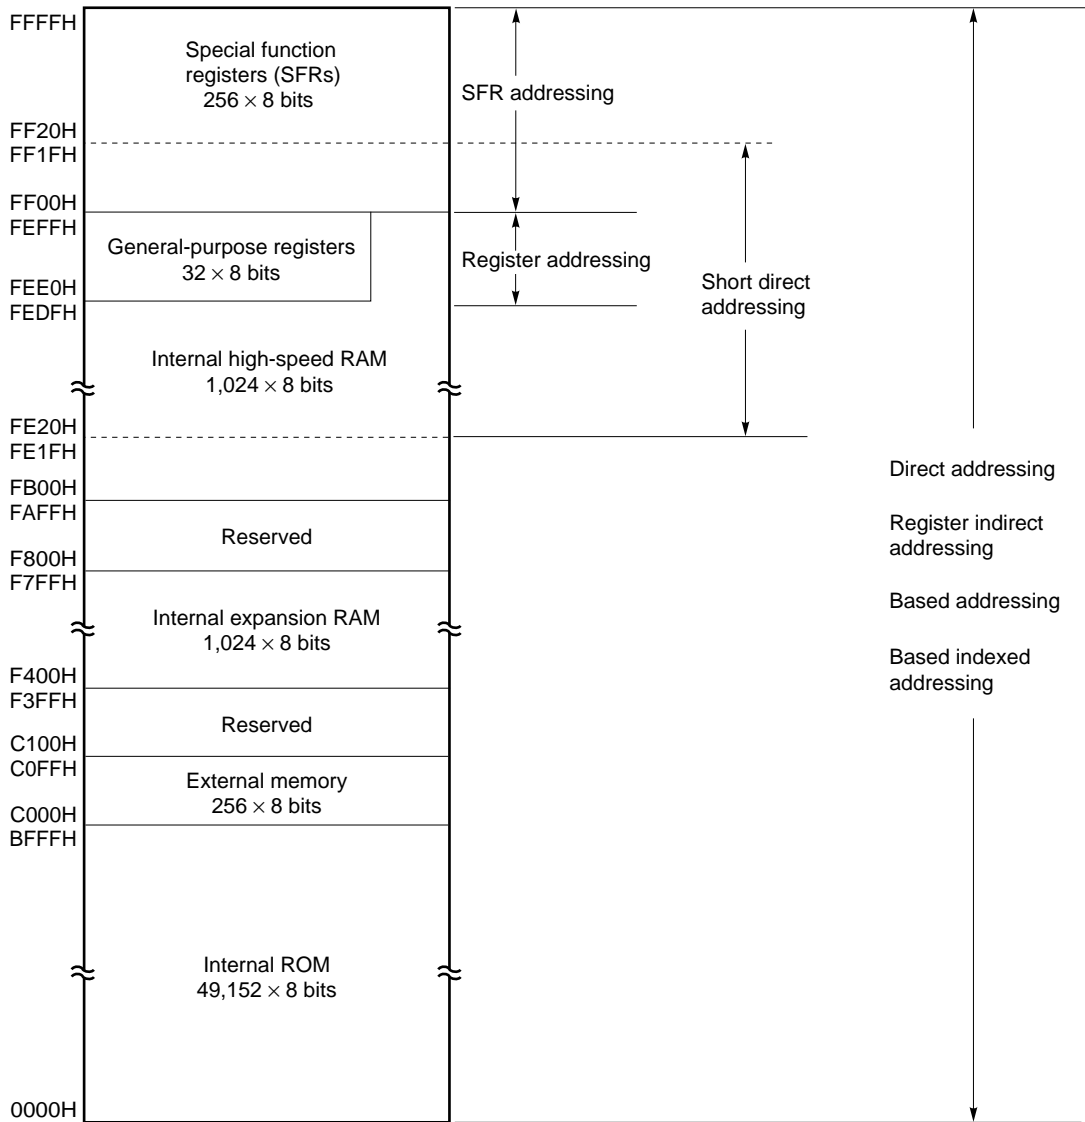 FFFFH
Special function
registers (SFRs)
256 × 8 bits
SFR addressing
FF20H
FF1FH
FF00H
FEFFH
General-purpose registers
32 × 8 bits
Register addressing
Short direct
addressing
FEE0H
FEDFH
Internal high-speed RAM
1,024 × 8 bits
FE20H
FE1FH
FB00H
FAFFH
Reserved
F800H
F7FFH
Internal expansion RAM
1,024 × 8 bits
F400H
F3FFH
Reserved
C100H
C0FFH
External memory
256 × 8 bits
C000H
BFFFH
Internal ROM
49,152 × 8 bits
0000H
Direct addressing
Register indirect
addressing
Based addressing
Based indexed
addressing